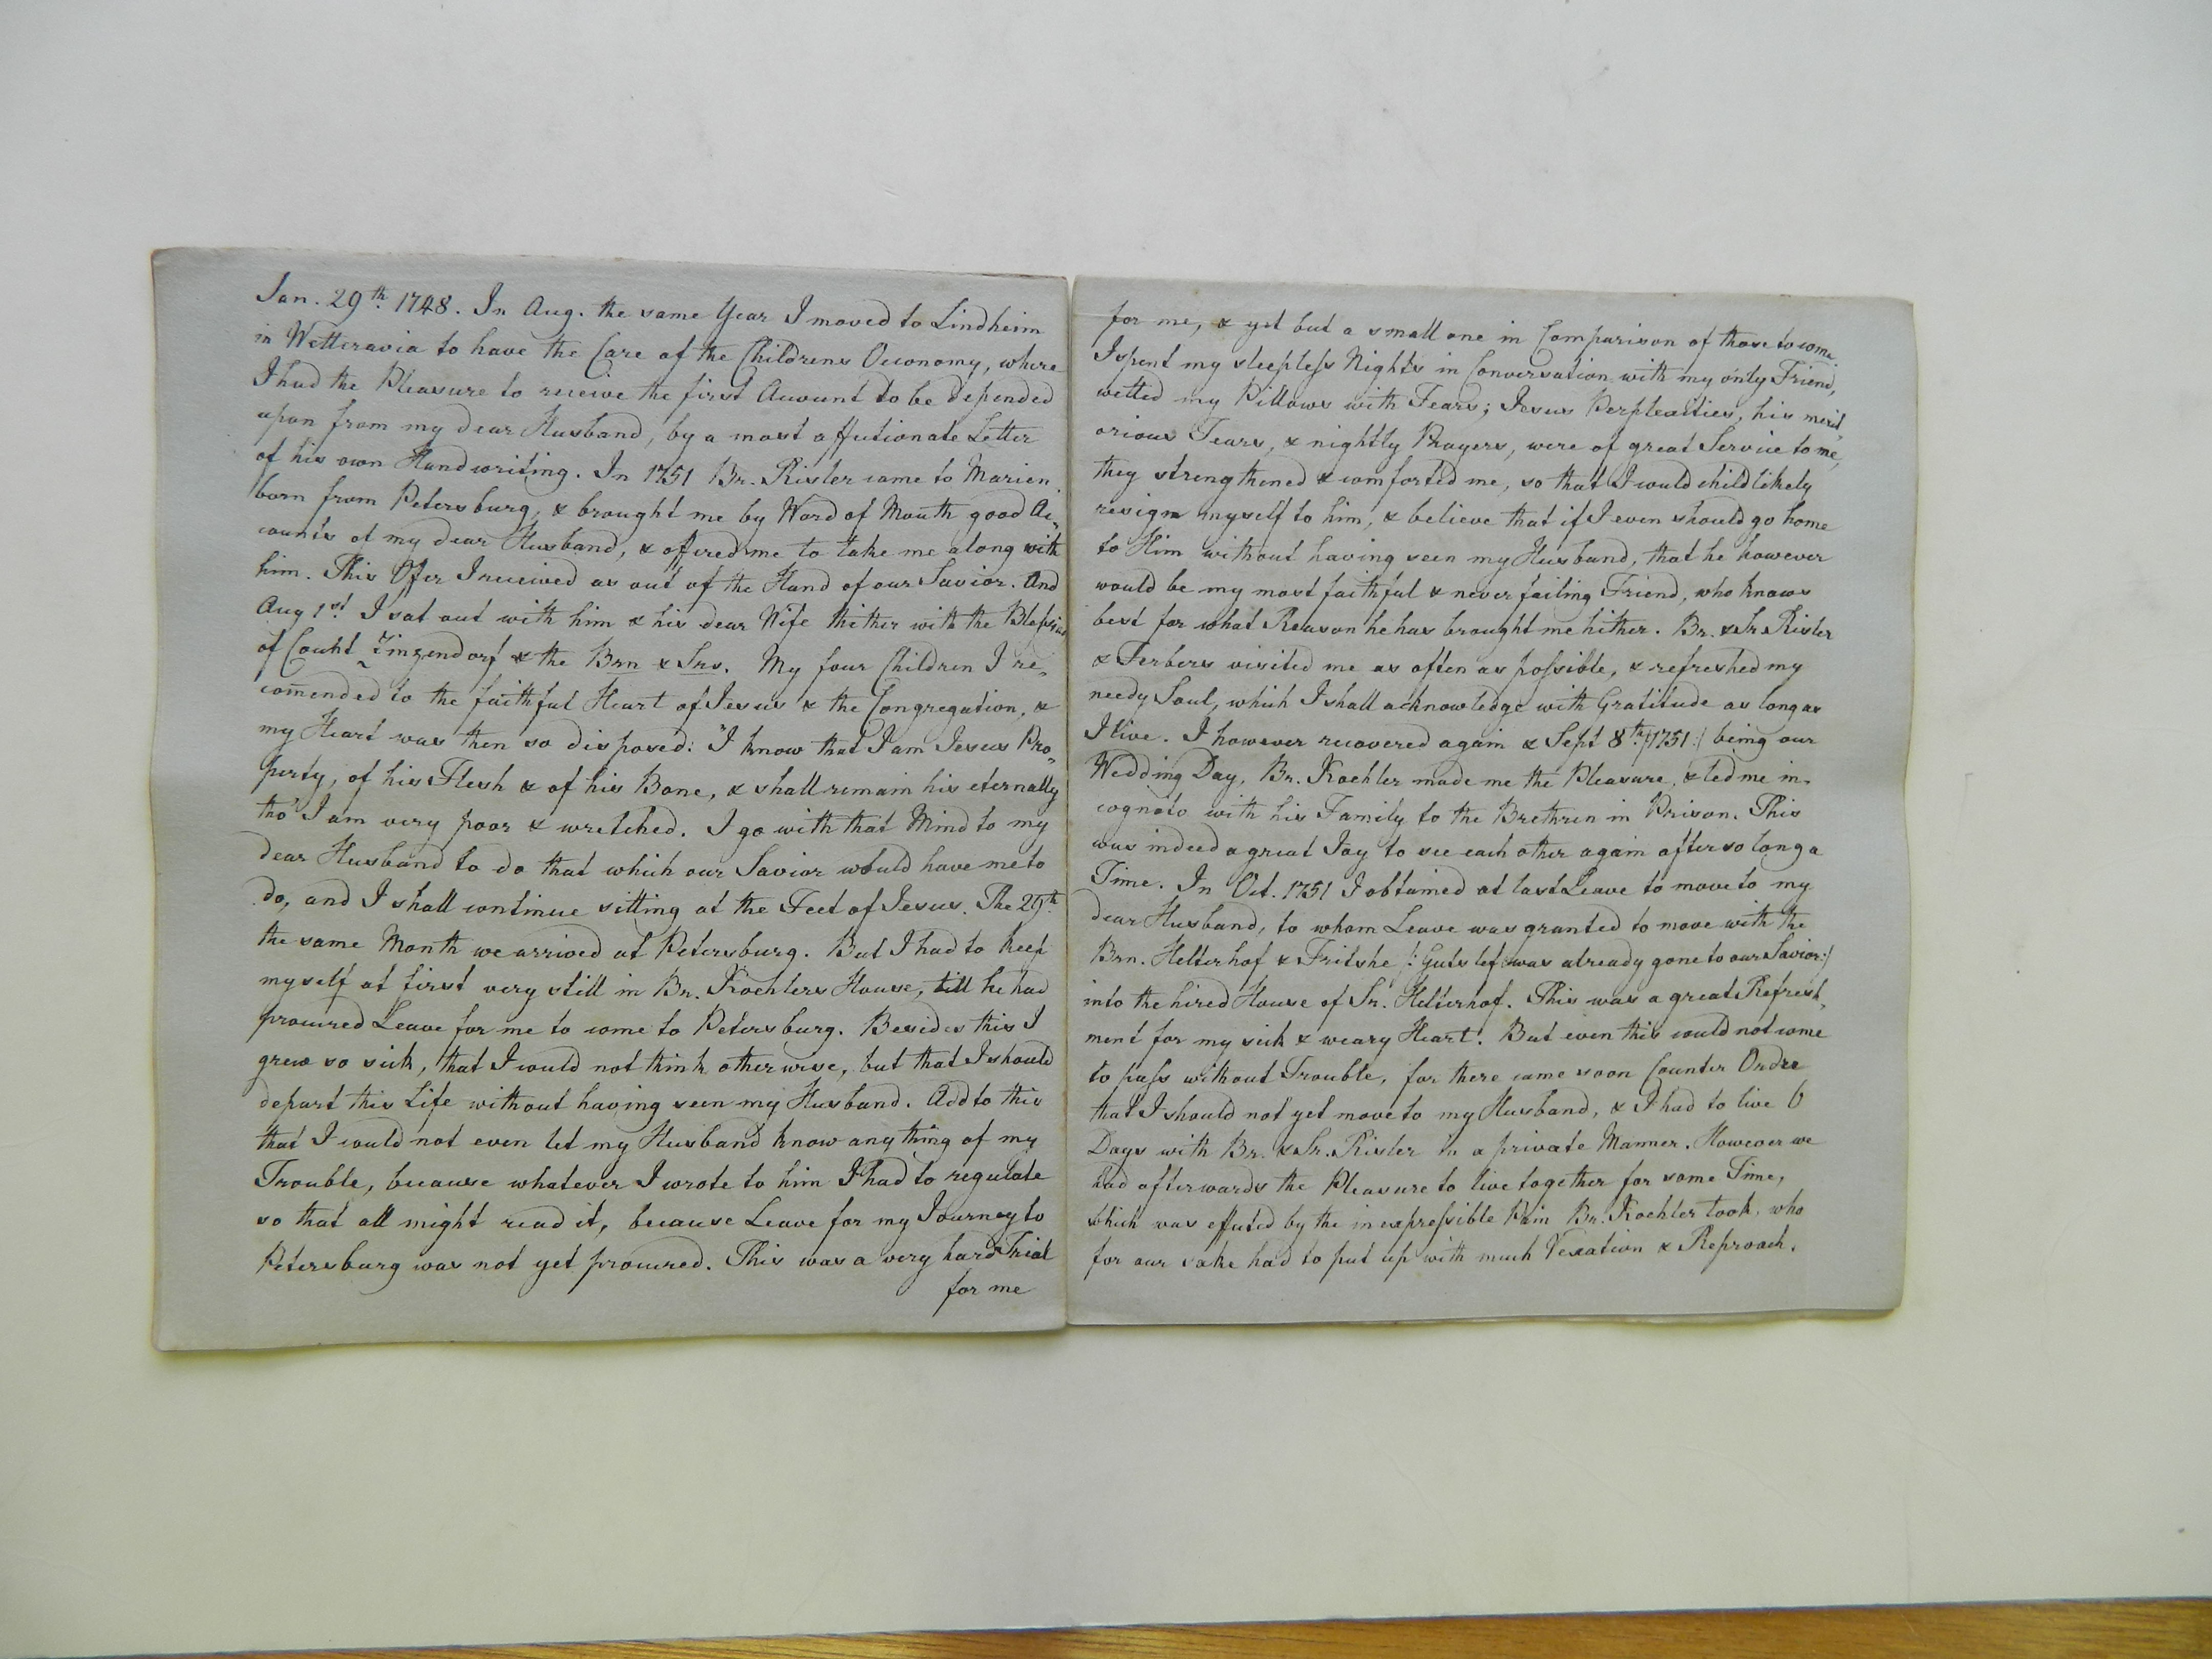 Jan. 29th. 1748. In Aug. the same Year I moved to Lindheim
in Wetteravia to have the Care of the Childrens Oeconomy, where
I had the Pleasure to receive the first Account to be depended
upon from my dear Husband, by a most affectionate Letter
of his own Handwriting. In 1751 Br. Risler came to Marien
born from Petersburg, & brought me by Word of Mouth good Ac„
counts of my dear Husband, & offered me to take me along with
him. This Offer I received as out of the Hand of our Savior. And
Aug 1st. I sat out with him & his dear Wife thither with the Blessing
of Count Zinzendorf & the Brn & Srs. My four Children I re„
com̄ended to the faithful Heart of Jesus & the Congregation, &
my Heart was then so disposed: "I know that I am Jesus Pro„
perty, of his Flesh & of his Bone, & shall remain his eternally
tho' I am very poor & wretched. I go with that Mind to my
dear Husband to do that which our Savior would have me to
do, and I shall continue sitting at the Feet of Jesus. The 29th.
the same Month we arrived at Petersburg. But I had to keep
myself at first very still in Br. Koehlers House, till he had
procured Leave for me to come to Petersburg. Besides this I
grew so sick, that I could not think otherwise, but that I should
depart this Life without having seen my Husband. Add to this
that I could not even let my Husband know any thing of my
Trouble, because whatever I wrote to him I had to regulate
so that all might read it, because Leave for my Journey to
Petersburg was not yet procured. This was a very hard Trial
for me
for me, & yet but a small one in Comparison of those to come.
I spent my sleepless Nights in Conversation with my only Friend,
wetted my Pillows with Tears; Jesus Perplexities, his merit„
orious Tears, & nightly Prayers, were of great Service to me,
they strengthened & comforted me, so that I could childlikely
resign myself to him, & believe that if I even should go home
to Him without having seen my Husband, that he however
would be my most faithful & never failing Friend, who knows
best for what Reason he has brought me hither. Br. & Sr. Risler
& Ferbers visited me as often as possible, & refreshed my
needy Soul, which I shall acknowledge with Gratitude as long as
I live. I however recovered again & Sept 8th. /:1751:/ being our
Wedding Day, Br. Koehler made me the Pleasure, & led me in„
cognoto with his Family to the Brethren in Prison. This
was indeed a great Joy to see each other again after so long a
Time. In Oct. 1751 I obtained at last Leave to move to my
dear Husband, to whom Leave was granted to move with the
Brn. Helterhof & Fritshe /: Gutslef was already gone to our Savior:/
into the hired House of Sr. Helterhof. This was a great Refresh„
ment for my sick & weary Heart! But even this could not come
to pass without Trouble, for there came soon Counter Ordre
that I should not yet move to my Husband, & I had to live 6
Days with Br. & Sr. Risler in a private Manner. However we
had afterwards the Pleasure to live together for some Time,
which was effected by the inexpressible Pain Br. Koehler took, who
for our sake had to put up with much Vexation & Reproach.